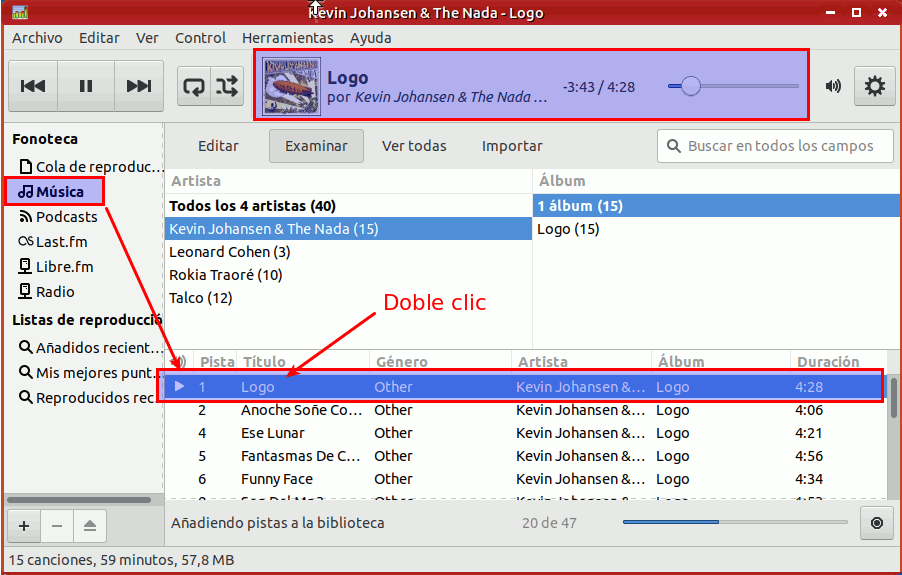 Kevin Johansen & The Nada - Logo
Archivo Editar Ver Control Herramientas Ayuda
Logo
por Kevin Johansen & The Nada ...
-3:43 / 4:28
Fonoteca
Cola de reproduc...
Música
Podcasts
Last.fm
Libre.fm
Radio
Listas de reproducció
Añadidos recient...
Mis mejores punt...
Reproducidos rec
Editar Examinar Ver todas Importar
Buscar en todos los campos
Artista Álbum
Todos los 4 artistas (40) 1 álbum (15)
Kevin Johansen & The Nada (15) Logo (15)
Leonard Cohen (3)
Rokia Traoré (10)
Talco (12)
Doble clic
Pista Título Género Artista Álbum Duración
1 Logo Other Kevin Johansen &... Logo 4:28
2 Anoche Soñe Co... Other Kevin Johansen &... Logo 4:06
4 Ese Lunar Other Kevin Johansen &... Logo 4:21
5 Fantasmas De C... Other Kevin Johansen &... Logo 4:56
6 Funny Face Other Kevin Johansen &... Logo 4:34
Other Kevin Johansen &... Logo
Añadiendo pistas a la biblioteca 20 de 47
15 canciones, 59 minutos, 57,8 MB